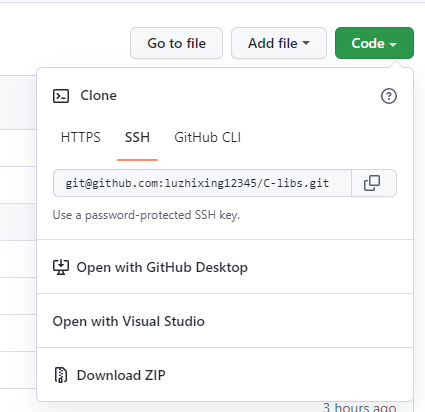 Go to file
Add file
Code
Clone
HTTPS
SSH
GitHub CLI
git@github.com:luzhixing12345/C-libs.git
Use a password-protected SSH key.
Open with GitHub Desktop
Open with Visual Studio
Download ZIP
3 hours ago